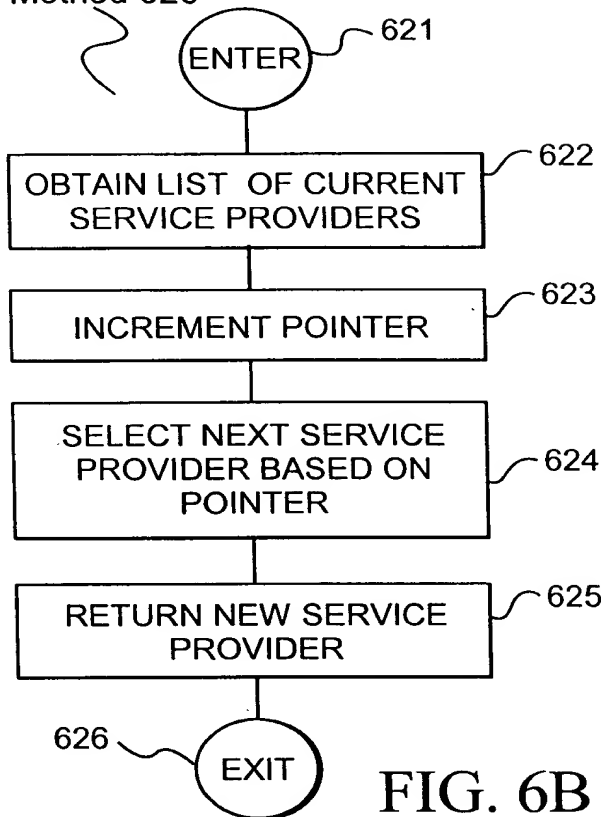 ENTER
621
OBTAIN LIST OF CURRENT
SERVICE PROVIDERS
622
INCREMENT POINTER
623
SELECT NEXT SERVICE
PROVIDER BASED ON
POINTER
624
RETURN NEW SERVICE
PROVIDER
625
626
EXIT
FIG. 6B